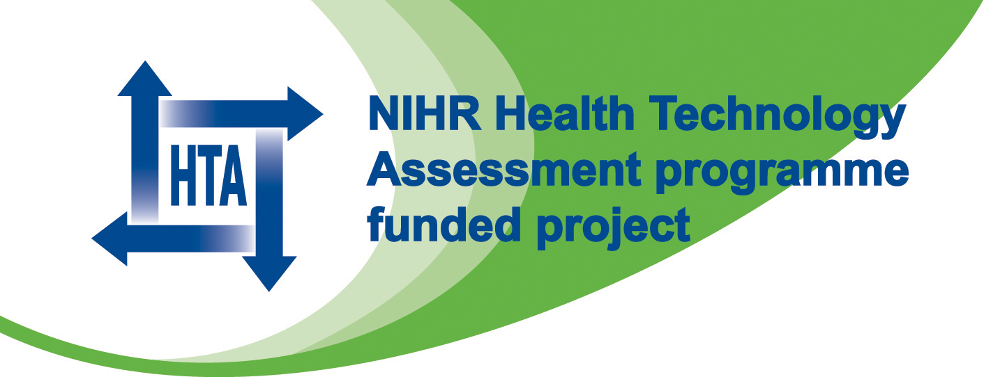 HTA
NIHR Health Technology
Assessment programme
funded project